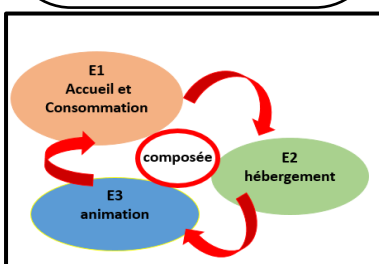 E1
Accueil et
Consommation
composée
E2
hébergement
E3
animation